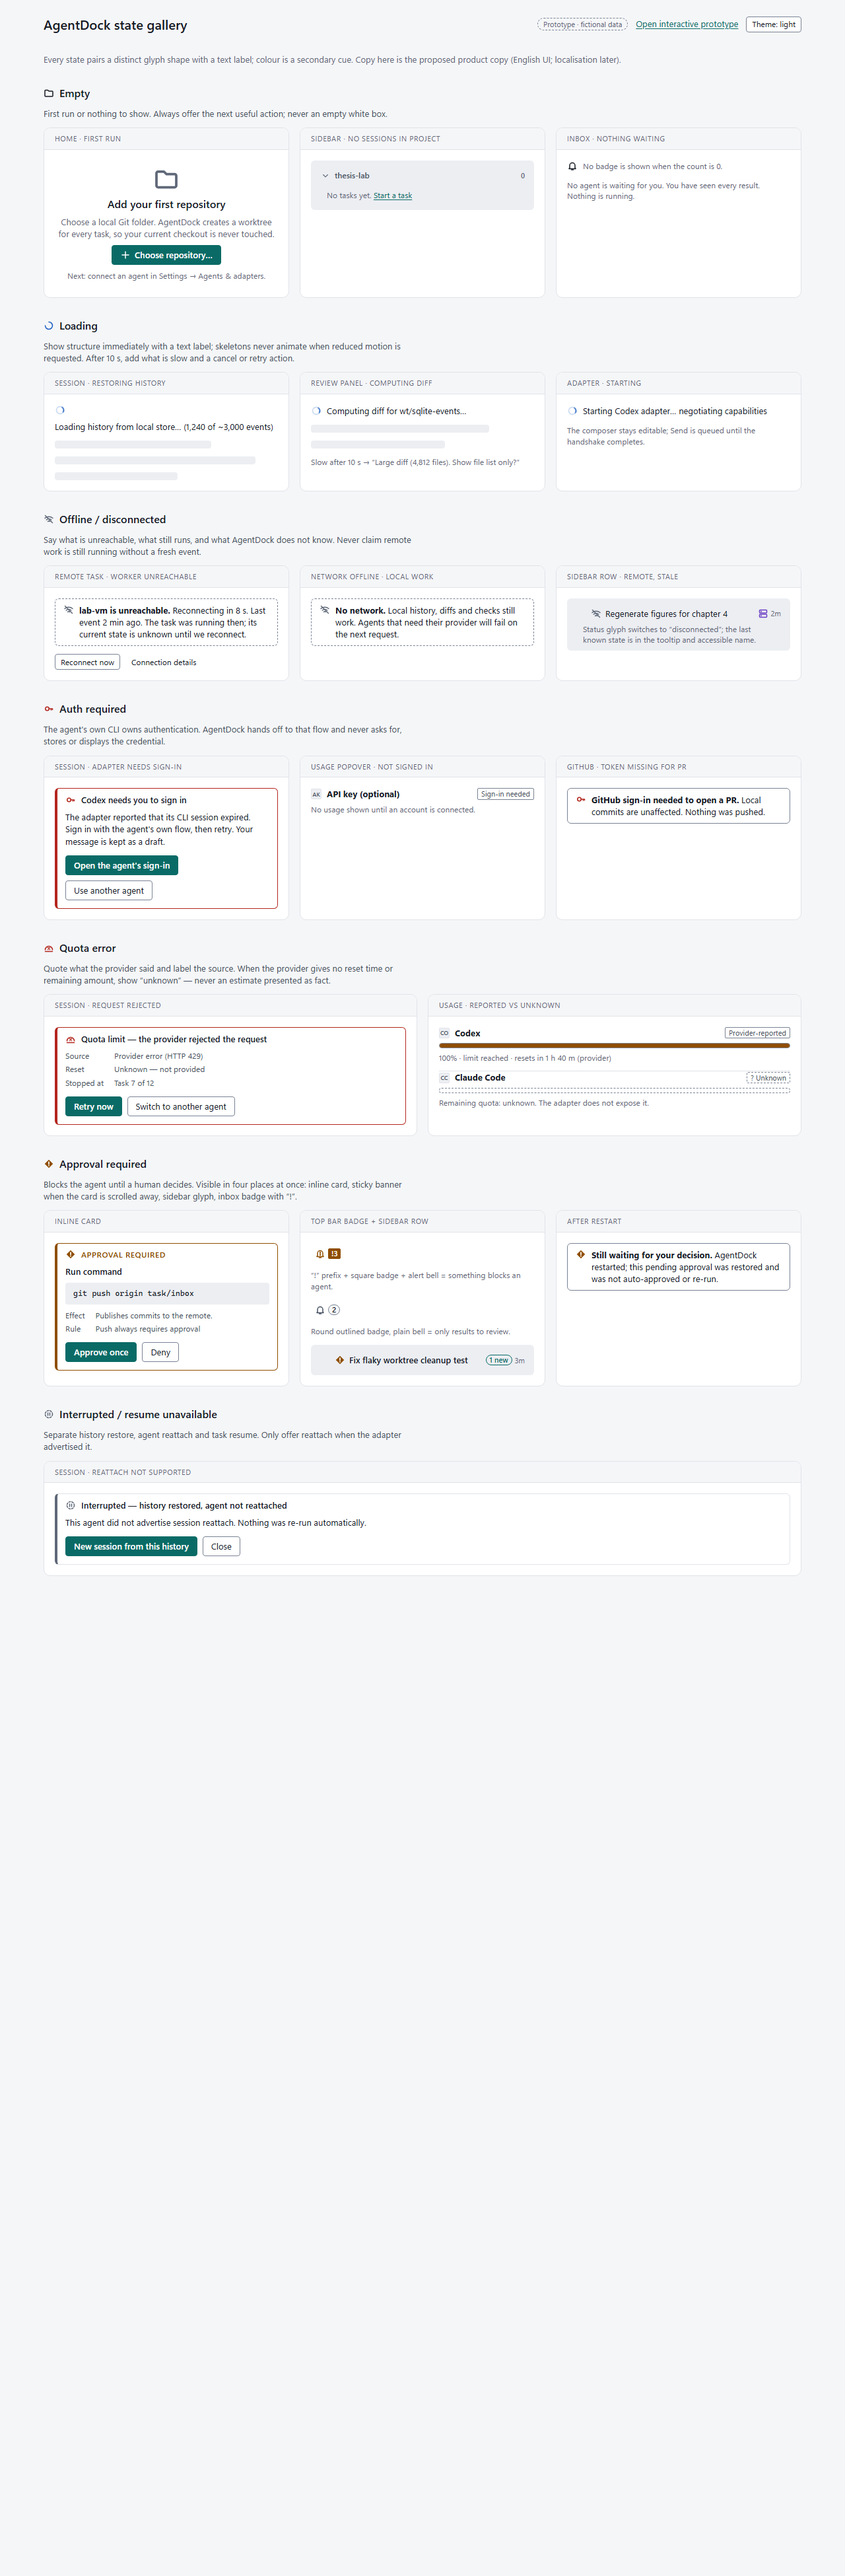 AgentDock state gallery
Prototype · fictional data
Open interactive prototype
Theme: light
Every state pairs a distinct glyph shape with a text label; colour is a secondary cue. Copy here is the proposed product copy (English UI; localisation later).
Empty
First run or nothing to show. Always offer the next useful action; never an empty white box.
HOME · FIRST RUN
Add your first repository
Choose a local Git folder. AgentDock creates a worktree
for every task, so your current checkout is never touched.
Choose repository...
Next: connect an agent in Settings → Agents & adapters.
SIDEBAR · NO SESSIONS IN PROJECT
thesis-lab 0
No tasks yet. Start a task
INBOX · NOTHING WAITING
No badge is shown when the count is 0.
No agent is waiting for you. You have seen every result.
Nothing is running.
Loading
Show structure immediately with a text label; skeletons never animate when reduced motion is
requested. After 10 s, add what is slow and a cancel or retry action.
SESSION · RESTORING HISTORY
Loading history from local store... (1,240 of ~3,000 events)
REVIEW PANEL · COMPUTING DIFF
Computing diff for wt/sqlite-events...
Slow after 10 s → "Large diff (4,812 files). Show file list only?"
ADAPTER · STARTING
Starting Codex adapter... negotiating capabilities
The composer stays editable; Send is queued until the
handshake completes.
Offline / disconnected
Say what is unreachable, what still runs, and what AgentDock does not know. Never claim remote
work is still running without a fresh event.
REMOTE TASK · WORKER UNREACHABLE
lab-vm is unreachable. Reconnecting in 8 s. Last
event 2 min ago. The task was running then; its
current state is unknown until we reconnect.
Reconnect now
Connection details
NETWORK OFFLINE · LOCAL WORK
No network. Local history, diffs and checks still
work. Agents that need their provider will fail on
the next request.
SIDEBAR ROW · REMOTE, STALE
Regenerate figures for chapter 4 2m
Status glyph switches to "disconnected"; the last
known state is in the tooltip and accessible name.
Auth required
The agent's own CLI owns authentication. AgentDock hands off to that flow and never asks for,
stores or displays the credential.
SESSION · ADAPTER NEEDS SIGN-IN
Codex needs you to sign in
The adapter reported that its CLI session expired.
Sign in with the agent's own flow, then retry. Your
message is kept as a draft.
Open the agent's sign-in
Use another agent
USAGE POPOVER · NOT SIGNED IN
AK API key (optional) Sign-in needed
No usage shown until an account is connected.
GITHUB · TOKEN MISSING FOR PR
GitHub sign-in needed to open a PR. Local
commits are unaffected. Nothing was pushed.
Quota error
Quote what the provider said and label the source. When the provider gives no reset time or
remaining amount, show "unknown" — never an estimate presented as fact.
SESSION · REQUEST REJECTED
Quota limit — the provider rejected the request
Source Provider error (HTTP 429)
Reset Unknown — not provided
Stopped at Task 7 of 12
Retry now
Switch to another agent
USAGE · REPORTED VS UNKNOWN
CO Codex Provider-reported
100% · limit reached · resets in 1 h 40 m (provider)
CC Claude Code ? Unknown
Remaining quota: unknown. The adapter does not expose it.
Approval required
Blocks the agent until a human decides. Visible in four places at once: inline card, sticky banner
when the card is scrolled away, sidebar glyph, inbox badge with "!".
INLINE CARD
APPROVAL REQUIRED
Run command
git push origin task/inbox
Effect Publishes commits to the remote.
Rule Push always requires approval
Approve once
Deny
TOP BAR BADGE + SIDEBAR ROW
!3
"!" prefix + square badge + alert bell = something blocks an
agent.
2
Round outlined badge, plain bell = only results to review.
Fix flaky worktree cleanup test 1 new 3m
AFTER RESTART
Still waiting for your decision. AgentDock
restarted; this pending approval was restored and
was not auto-approved or re-run.
Interrupted / resume unavailable
Separate history restore, agent reattach and task resume. Only offer reattach when the adapter
advertised it.
SESSION · REATTACH NOT SUPPORTED
Interrupted — history restored, agent not reattached
This agent did not advertise session reattach. Nothing was re-run automatically.
New session from this history
Close